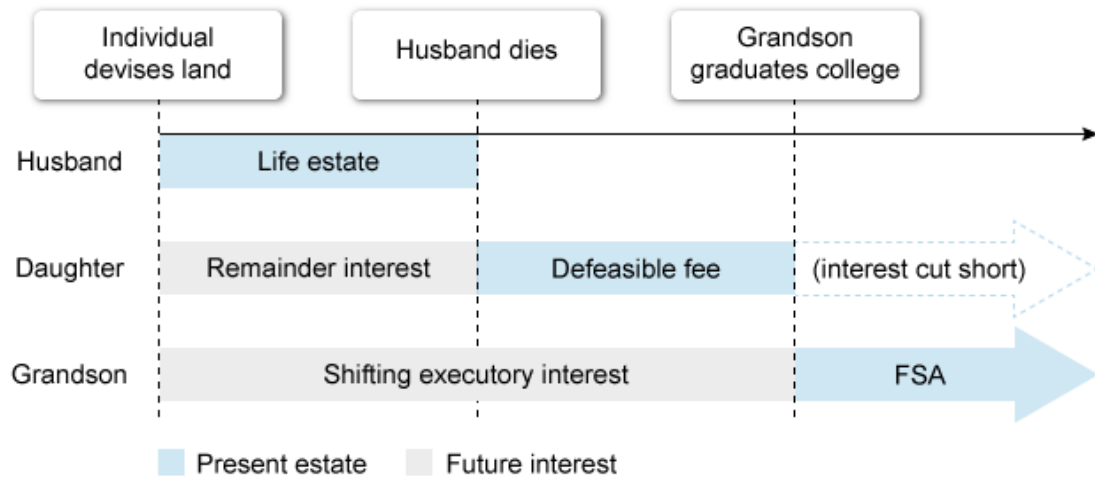 Individual
devises land
Husband dies
Grandson
graduates college
Husband
Life estate
Daughter
Remainder interest
Defeasible fee
(interest cut short)
Grandson
Shifting executory interest
FSA
Present estate
Future interest